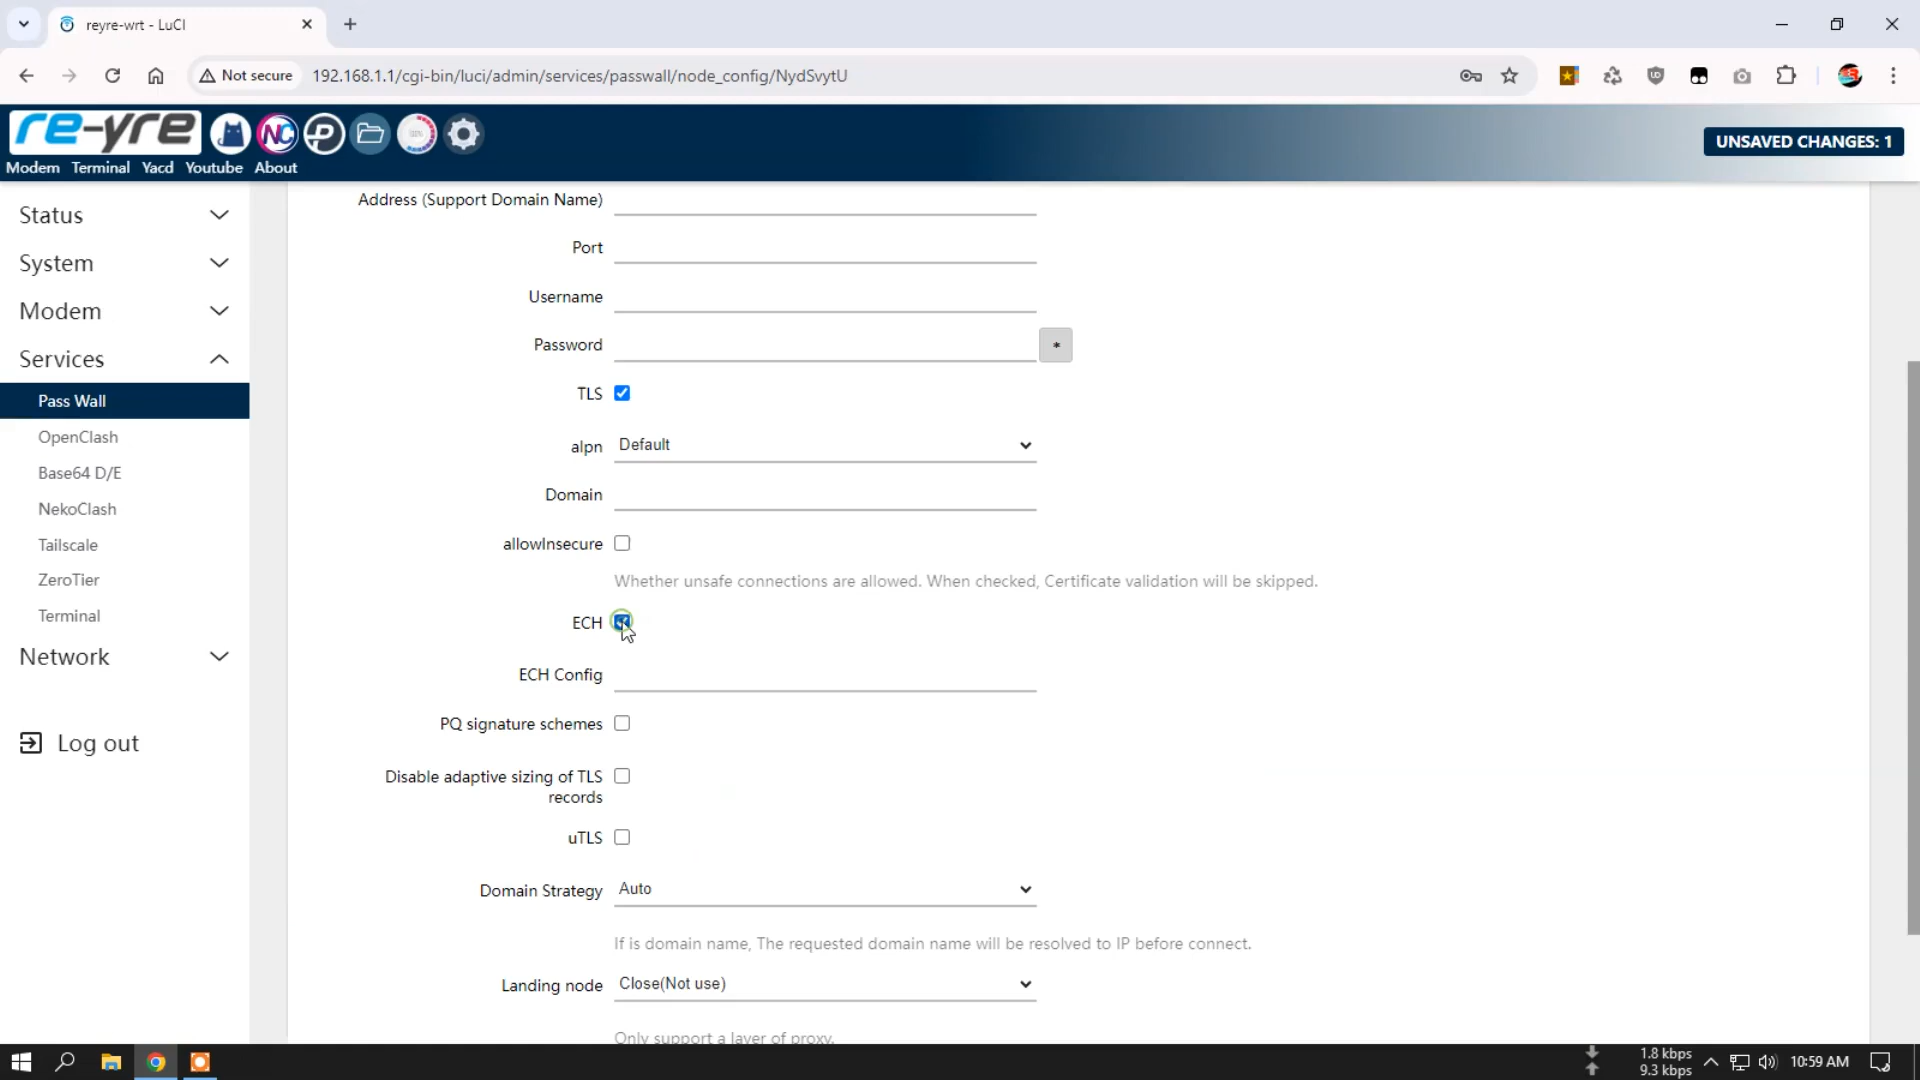 reyre-wrt - LuCI
Not secure
192.168.1.1/cgi-bin/luci/admin/services/passwall/node_config/NydSvytU
re-yre
NC
100%
UNSAVED CHANGES: 1
Modem Terminal Yacd Youtube About
Status
System
Modem
Services
Pass Wall
OpenClash
Base64 D/E
NekoClash
Tailscale
ZeroTier
Terminal
Network
Log out
Address (Support Domain Name)
Port
Username
Password
*
TLS
alpn Default
Domain
allowInsecure
Whether unsafe connections are allowed. When checked, Certificate validation will be skipped.
ECH
ECH Config
PQ signature schemes
Disable adaptive sizing of TLS
records
uTLS
Domain Strategy Auto
If is domain name, The requested domain name will be resolved to IP before connect.
Landing node Close(Not use)
Only support a layer of proxy.
1.8 kbps
9.3 kbps
10:59 AM